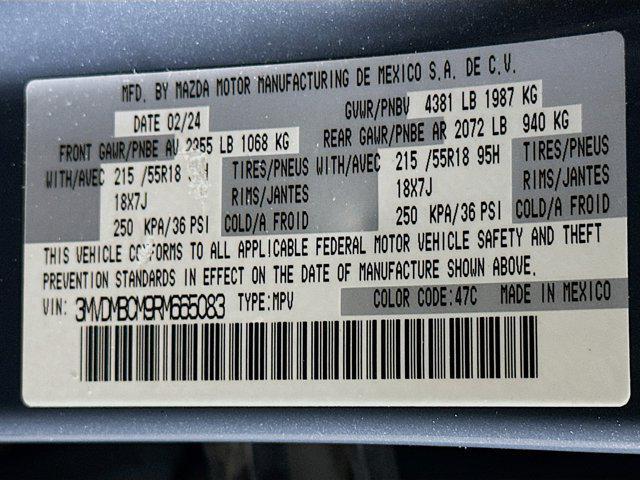 MFD. BY MAZDA MOTOR MANUFACTURING DE MEXICO S.A. DE C.V.
DATE 02/24 GVWR/PNBV 4381 LB 1987 KG
FRONT GAWR/PNBE AV 2355 LB 1068 KG REAR GAWR/PNBE AR 2072 LB 940 KG
WITH/AVEC 215 /55R18 95H TIRES/PNEUS WITH/AVEC 215 /55R18 95H TIRES/PNEUS
18X7J RIMS/JANTES 18X7J RIMS/JANTES
250 KPA/36 PSI COLD/A FROID 250 KPA/36 PSI COLD/A FROID
THIS VEHICLE CONFORMS TO ALL APPLICABLE FEDERAL MOTOR VEHICLE SAFETY AND THEFT
PREVENTION STANDARDS IN EFFECT ON THE DATE OF MANUFACTURE SHOWN ABOVE.
VIN: 3MVDMBCM9RM665083 TYPE:MPV COLOR CODE:47C MADE IN MEXICO